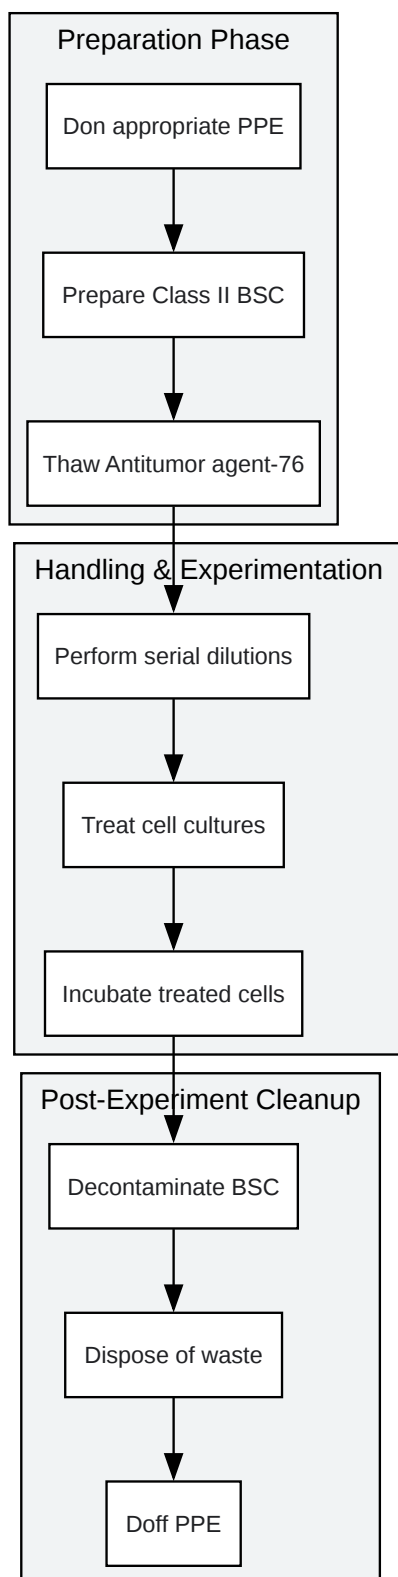 Preparation Phase
Don appropriate PPE
Prepare Class II BSC
Thaw Antitumor agent-76
Handling & Experimentation
Perform serial dilutions
Treat cell cultures
Incubate treated cells
Post-Experiment Cleanup
Decontaminate BSC
Dispose of waste
Doff PPE